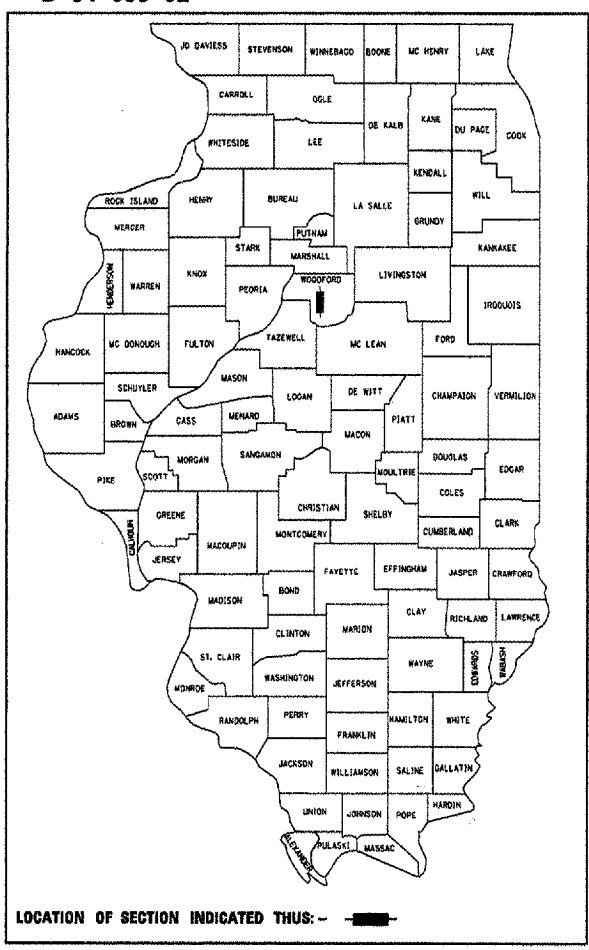 JO DAVIESS STEVENSON WINNEBAGO BOONE MC HENRY LAKE
CARROLL OGLE
DE KALB KANE DU PAGE COOK
WHITESIDE LEE
KENDALL
ROCK ISLAND HENRY BUREAU LA SALLE WILL
MERCER GRUNDY
STARK PUTNAM
MARSHALL KANKAKEE
HENDERSON WARREN KNOX PEORIA WOODFORD LIVINGSTON
IROQUOIS
HANCOCK MC DONOUGH FULTON TAZEWELL MC LEAN FORD
MASON
SCHUYLER LOGAN DE WITT CHAMPAION VERMILION
ADAMS BROWN CASS MENARD PIATT
MACON
MORGAN SANGAMON DOUGLAS EDGAR
PIKE SCOTT MOULTRIE
COLES
CHRISTIAN SHELBY
GREENE CLARK
CALHOUN MACOUPIN MONTGOMERY CUMBERLAND
JERSEY FAYETTE EFFINGHAM JASPER CRAWFORD
MADISON BOND
CLAY RICHLAND LAWRENCE
CLINTON MARION
ST. CLAIR WAYNE EDWARDS WABASH
WASHINGTON JEFFERSON
MONROE
RANDOLPH PERRY HAMILTON WHITE
FRANKLIN
JACKSON WILLIAMSON SALINE GALLATIN
UNION JOHNSON POPE HARDIN
ALEXANDER PULASKI MASSAC
LOCATION OF SECTION INDICATED THUS:-